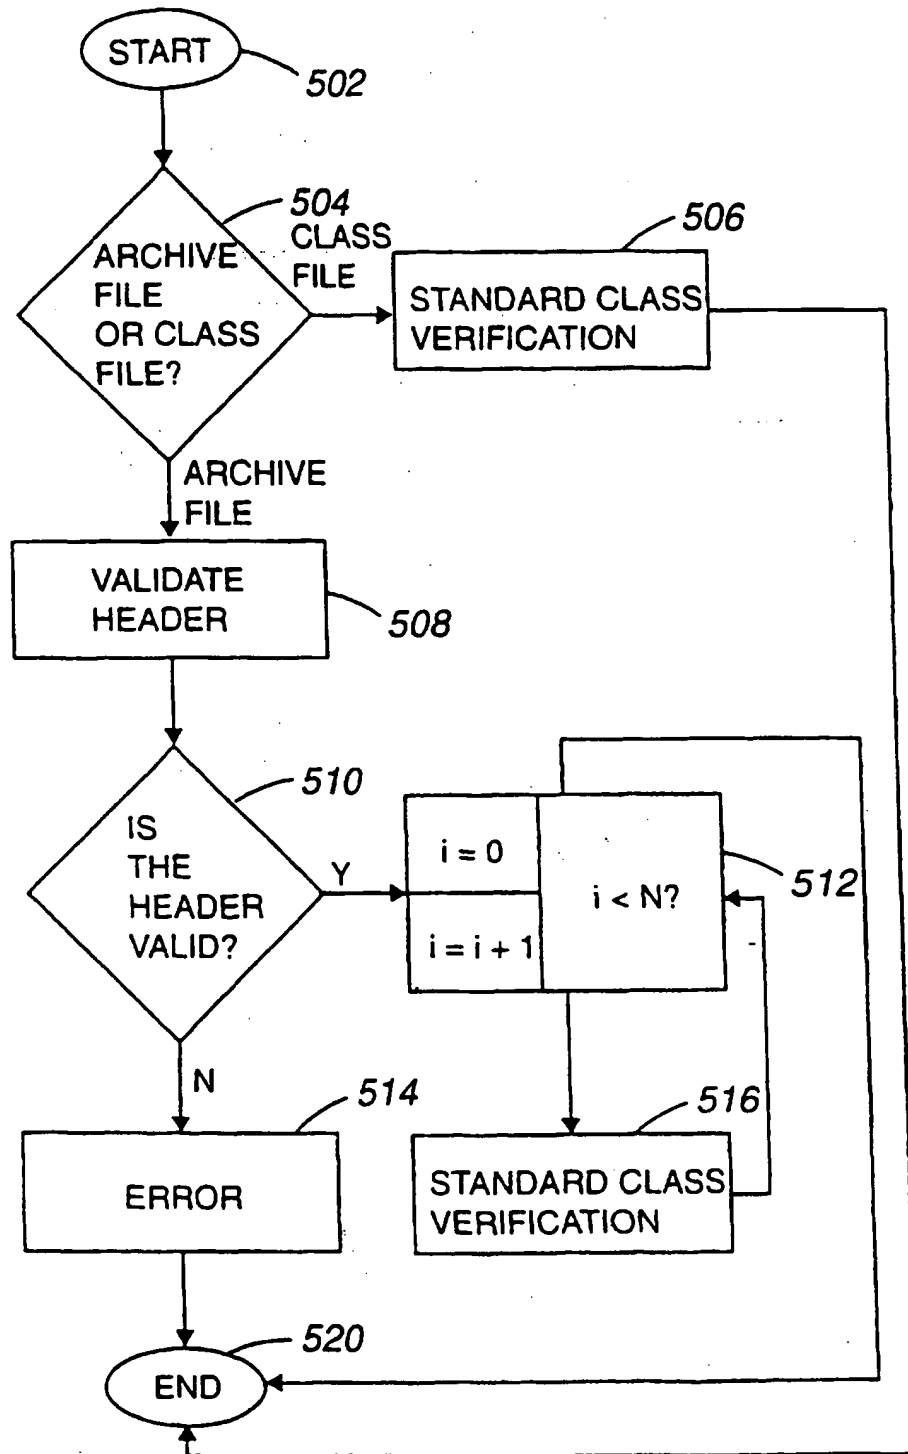 START
502
504
ARCHIVE
FILE
OR CLASS
FILE?
CLASS
FILE
506
STANDARD CLASS
VERIFICATION
ARCHIVE
FILE
VALIDATE
HEADER
508
510
IS
THE
HEADER
VALID?
Y
i = 0
i = i + 1
i < N?
512
N
514
ERROR
516
STANDARD CLASS
VERIFICATION
520
END